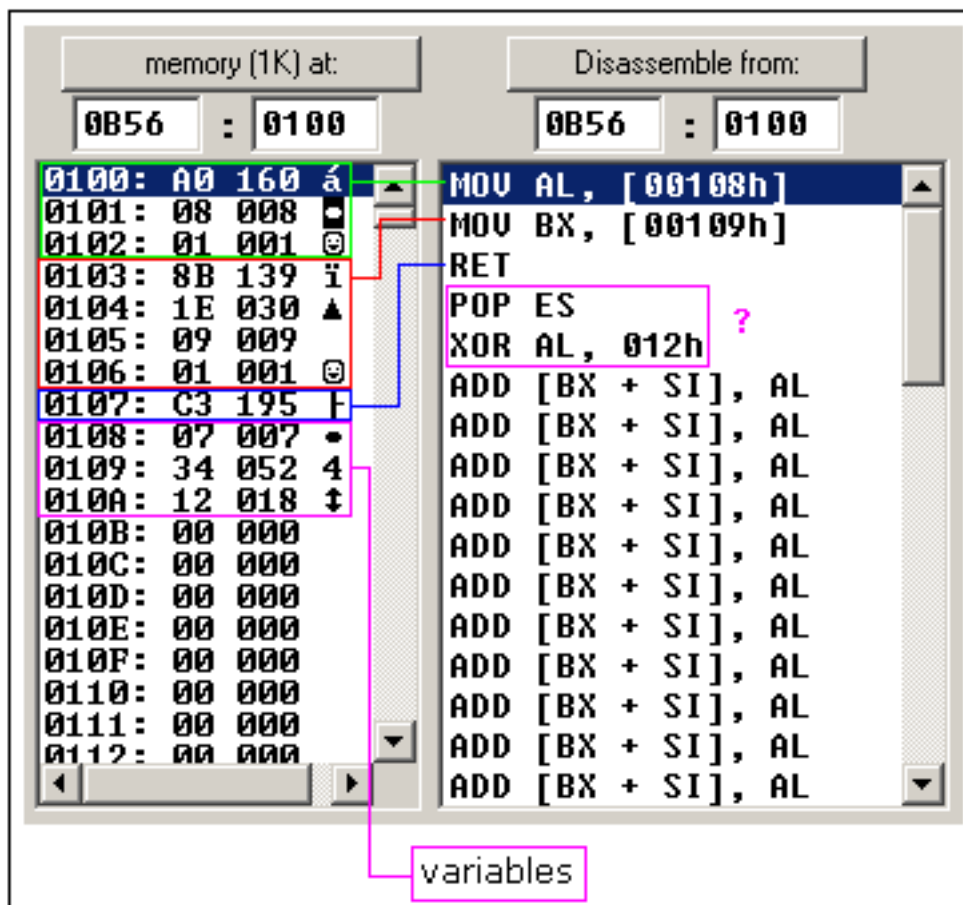 memory (1K) at:
Disassemble from:
0B56 : 0100
0B56 : 0100
0100: A0 160 á
0101: 08 008 ◘
0102: 01 001 ☺
0103: 8B 139 ï
0104: 1E 030 ▲
0105: 09 009
0106: 01 001 ☺
0107: C3 195 ├
0108: 07 007 •
0109: 34 052 4
010A: 12 018 ↕
010B: 00 000
010C: 00 000
010D: 00 000
010E: 00 000
010F: 00 000
0110: 00 000
0111: 00 000
0112: 00 000
MOV AL, [00108h]
MOV BX, [00109h]
RET
POP ES
XOR AL, 012h
?
ADD [BX + SI], AL
ADD [BX + SI], AL
ADD [BX + SI], AL
ADD [BX + SI], AL
ADD [BX + SI], AL
ADD [BX + SI], AL
ADD [BX + SI], AL
ADD [BX + SI], AL
ADD [BX + SI], AL
ADD [BX + SI], AL
ADD [BX + SI], AL
variables